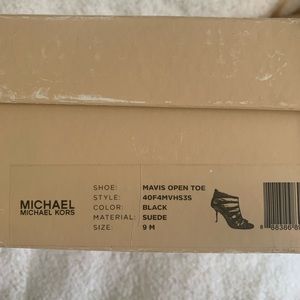 MICHAEL
MICHAEL KORS
SHOE: MAVIS OPEN TOE
STYLE: 40F4MVHS3S
COLOR: BLACK
MATERIAL: SUEDE
SIZE: 9 M